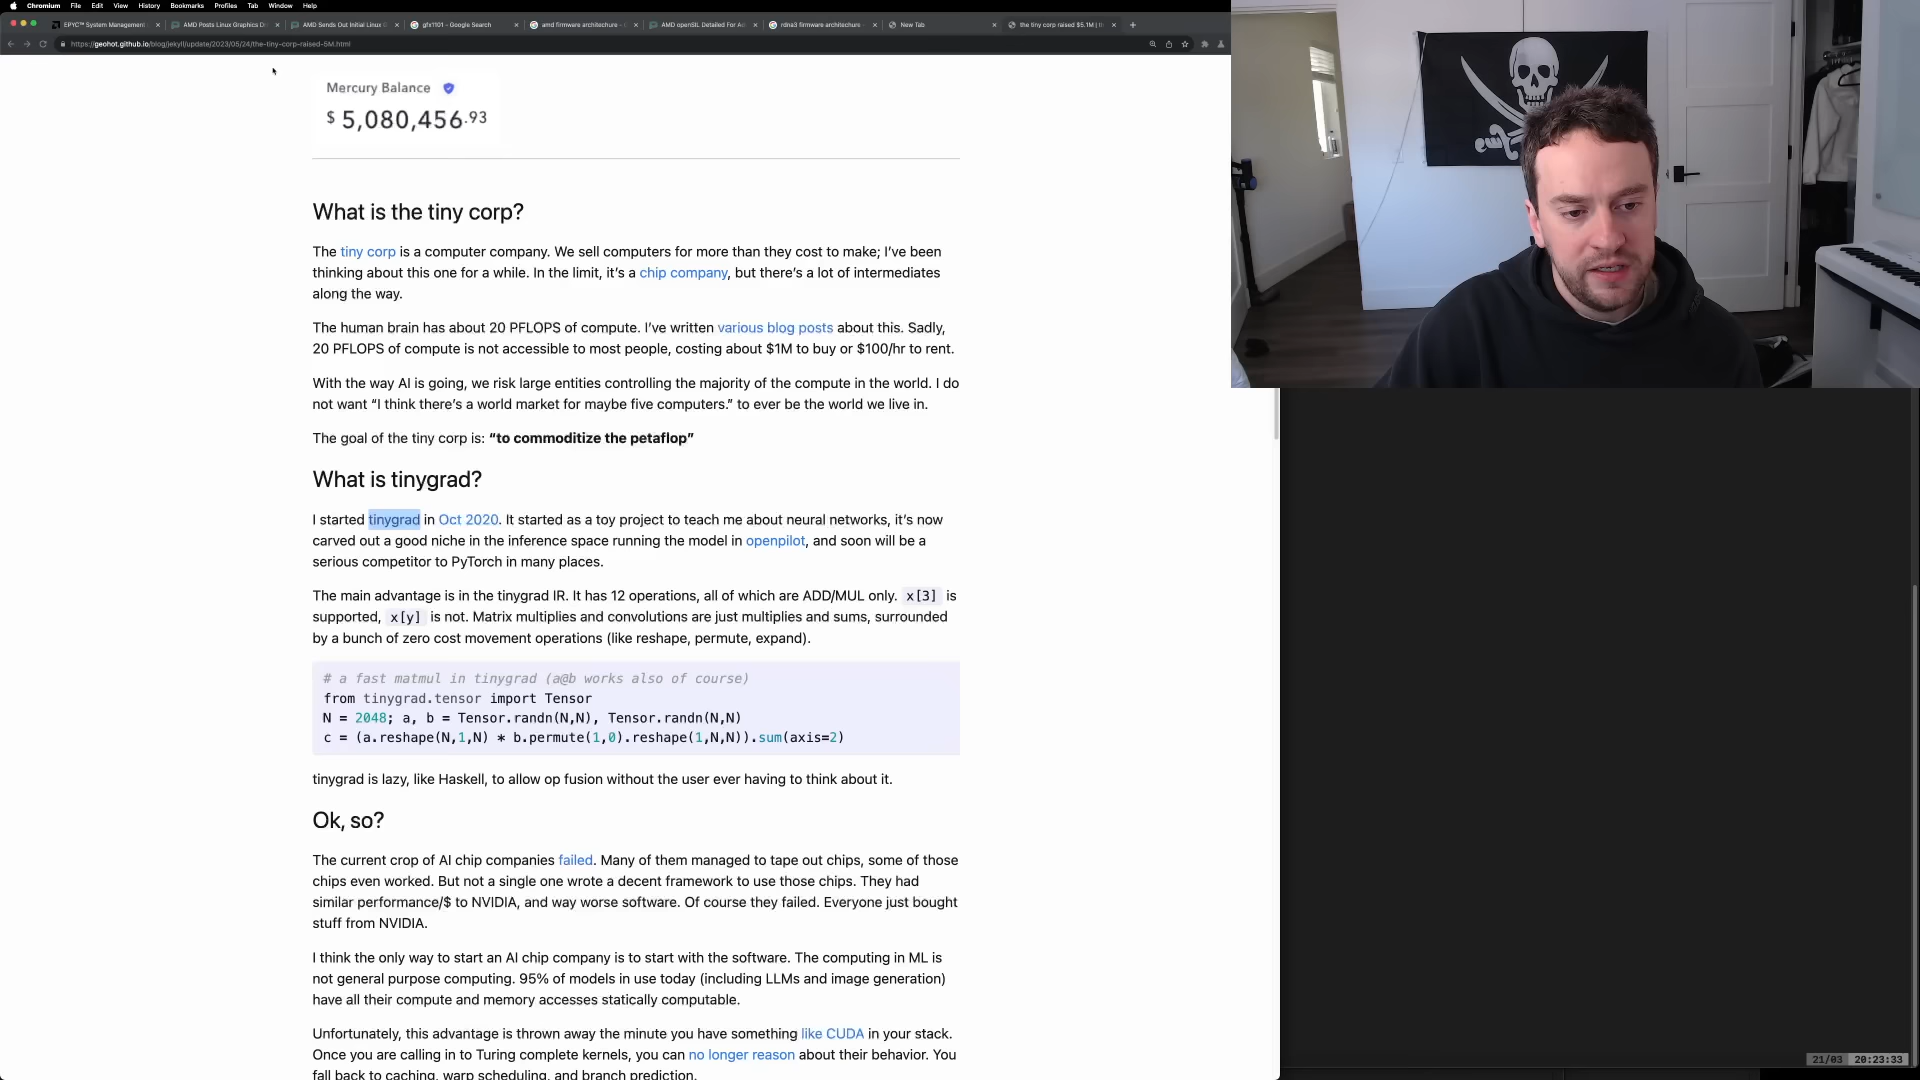 Chromium File Edit View History Bookmarks Profiles Tab Window Help
EPYC™ System Management
AMD Posts Linux Graphics Dr
AMD Sends Out Initial Linux G
gfx1101 - Google Search
amd firmware architecture -
AMD openSIL Detailed For Ad
rdna3 firmware architecture
New Tab
the tiny corp raised $5.1M | th
https://geohot.github.io/blog/jekyll/update/2023/05/24/the-tiny-corp-raised-5M.html
Mercury Balance
$ 5,080,456.93
What is the tiny corp?
The tiny corp is a computer company. We sell computers for more than they cost to make; I’ve been
thinking about this one for a while. In the limit, it’s a chip company, but there’s a lot of intermediates
along the way.
The human brain has about 20 PFLOPS of compute. I’ve written various blog posts about this. Sadly,
20 PFLOPS of compute is not accessible to most people, costing about $1M to buy or $100/hr to rent.
With the way AI is going, we risk large entities controlling the majority of the compute in the world. I do
not want “I think there’s a world market for maybe five computers.” to ever be the world we live in.
The goal of the tiny corp is: “to commoditize the petaflop”
What is tinygrad?
I started tinygrad in Oct 2020. It started as a toy project to teach me about neural networks, it’s now
carved out a good niche in the inference space running the model in openpilot, and soon will be a
serious competitor to PyTorch in many places.
The main advantage is in the tinygrad IR. It has 12 operations, all of which are ADD/MUL only. x[3] is
supported, x[y] is not. Matrix multiplies and convolutions are just multiplies and sums, surrounded
by a bunch of zero cost movement operations (like reshape, permute, expand).
# a fast matmul in tinygrad (a@b works also of course)
from tinygrad.tensor import Tensor
N = 2048; a, b = Tensor.randn(N,N), Tensor.randn(N,N)
c = (a.reshape(N,1,N) * b.permute(1,0).reshape(1,N,N)).sum(axis=2)
tinygrad is lazy, like Haskell, to allow op fusion without the user ever having to think about it.
Ok, so?
The current crop of AI chip companies failed. Many of them managed to tape out chips, some of those
chips even worked. But not a single one wrote a decent framework to use those chips. They had
similar performance/$ to NVIDIA, and way worse software. Of course they failed. Everyone just bought
stuff from NVIDIA.
I think the only way to start an AI chip company is to start with the software. The computing in ML is
not general purpose computing. 95% of models in use today (including LLMs and image generation)
have all their compute and memory accesses statically computable.
Unfortunately, this advantage is thrown away the minute you have something like CUDA in your stack.
Once you are calling in to Turing complete kernels, you can no longer reason about their behavior. You
fall back to caching, warp scheduling, and branch prediction.
21/03 20:23:33